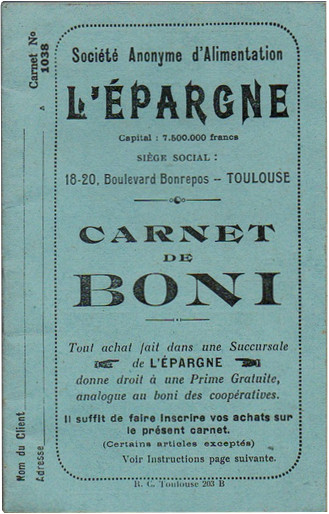 Carnet No
1038
Nom du Client
Adresse
Société Anonyme d'Alimentation
L'ÉPARGNE
Capital : 7.500.000 francs
SIÈGE SOCIAL :
18-20, Boulevard Bonrepos – TOULOUSE
CARNET
DE
BONI
Tout achat fait dans une Succursale
de L'ÉPARGNE
donne droit à une Prime Gratuite,
analogue au boni des coopératives.
Il suffit de faire inscrire vos achats sur
le présent carnet.
(Certains articles exceptés)
Voir Instructions page suivante.
R. C. Toulouse 203 B